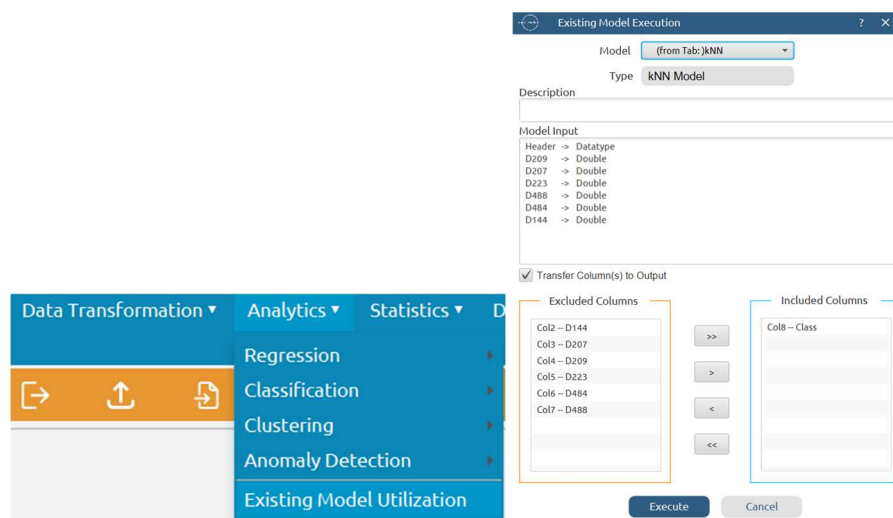 Existing Model Execution ? X
Model (from Tab: )kNN
Type kNN Model
Description
Model Input
Header -> Datatype
D209 -> Double
D207 -> Double
D223 -> Double
D488 -> Double
D484 -> Double
D144 -> Double
Transfer Column(s) to Output
Excluded Columns
Col2 -- D144
Col3 -- D207
Col4 -- D209
Col5 -- D223
Col6 -- D484
Col7 -- D488
>>
>
<
<<
Included Columns
Col8 -- Class
Execute Cancel
Data Transformation Analytics Statistics D
Regression
Classification
Clustering
Anomaly Detection
Existing Model Utilization